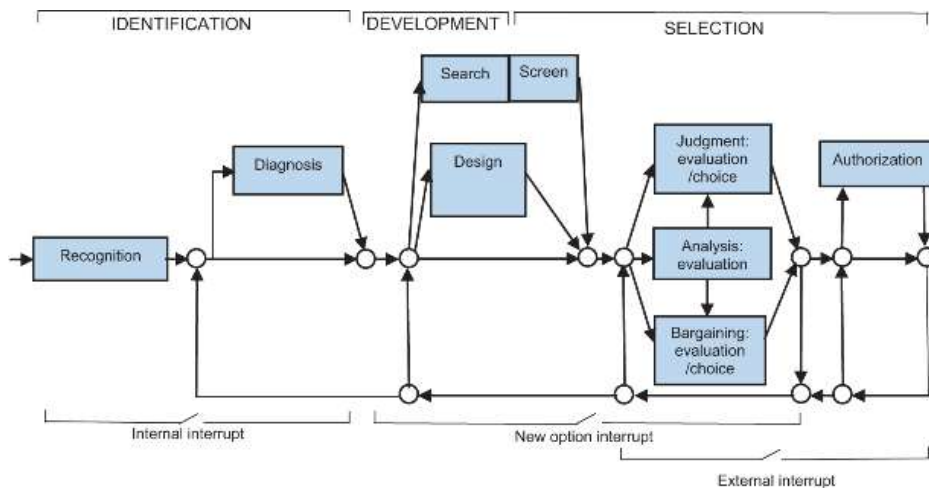 IDENTIFICATION
DEVELOPMENT
SELECTION
Search
Screen
Diagnosis
Design
Judgment:
evaluation
/choice
Authorization
Recognition
Analysis:
evaluation
Bargaining:
evaluation
/choice
Internal interrupt
New option interrupt
External interrupt